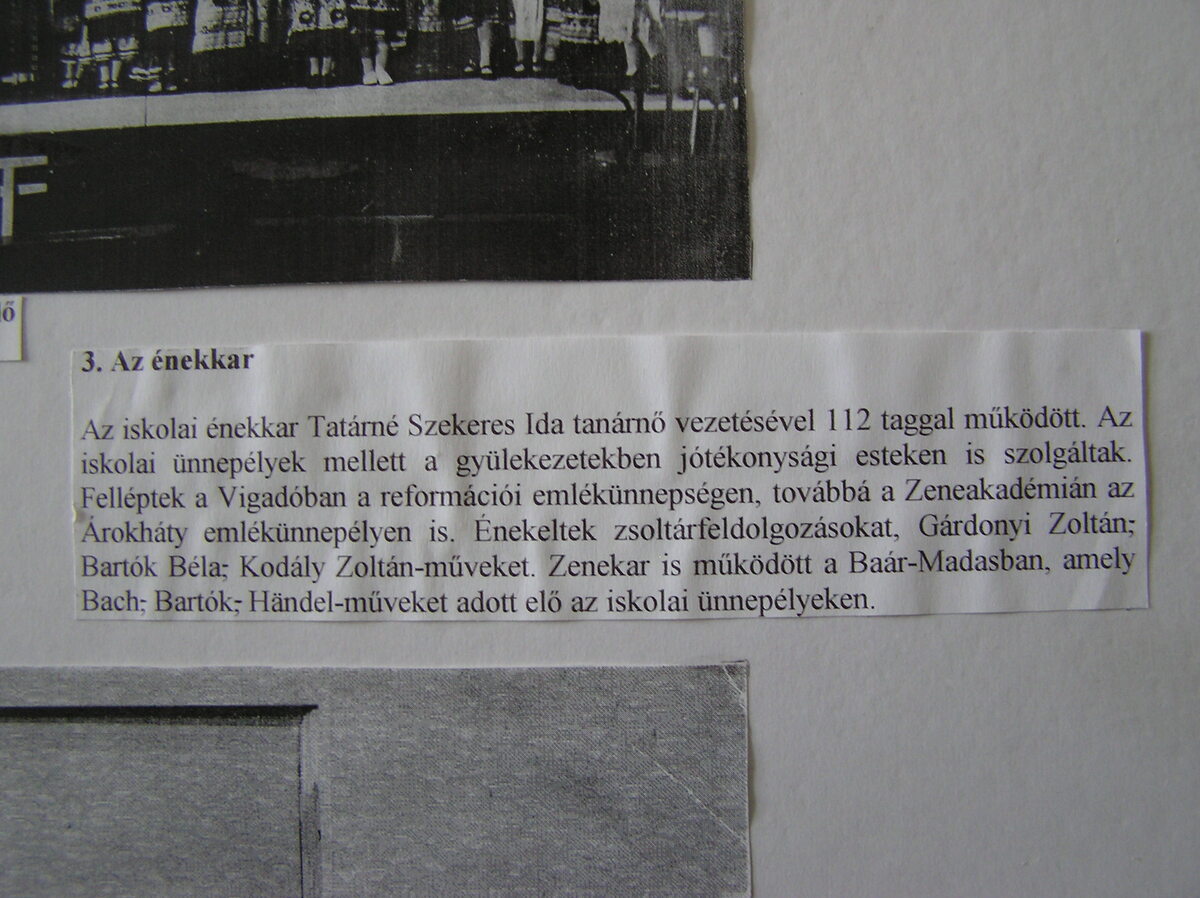 lő
3. Az énekkar
Az iskolai énekkar Tatárné Szekeres Ida tanárnő vezetésével 112 taggal működött. Az
iskolai ünnepélyek mellett a gyülekezetekben jótékonysági esteken is szolgáltak.
Felléptek a Vigadóban a reformációi emlékünnepségen, továbbá a Zeneakadémián az
Árokháty emlékünnepélyen is. Énekeltek zsoltárfeldolgozásokat, Gárdonyi Zoltán;
Bartók Béla; Kodály Zoltán-műveket. Zenekar is működött a Baár-Madasban, amely
Bach; Bartók; Händel-műveket adott elő az iskolai ünnepélyeken.